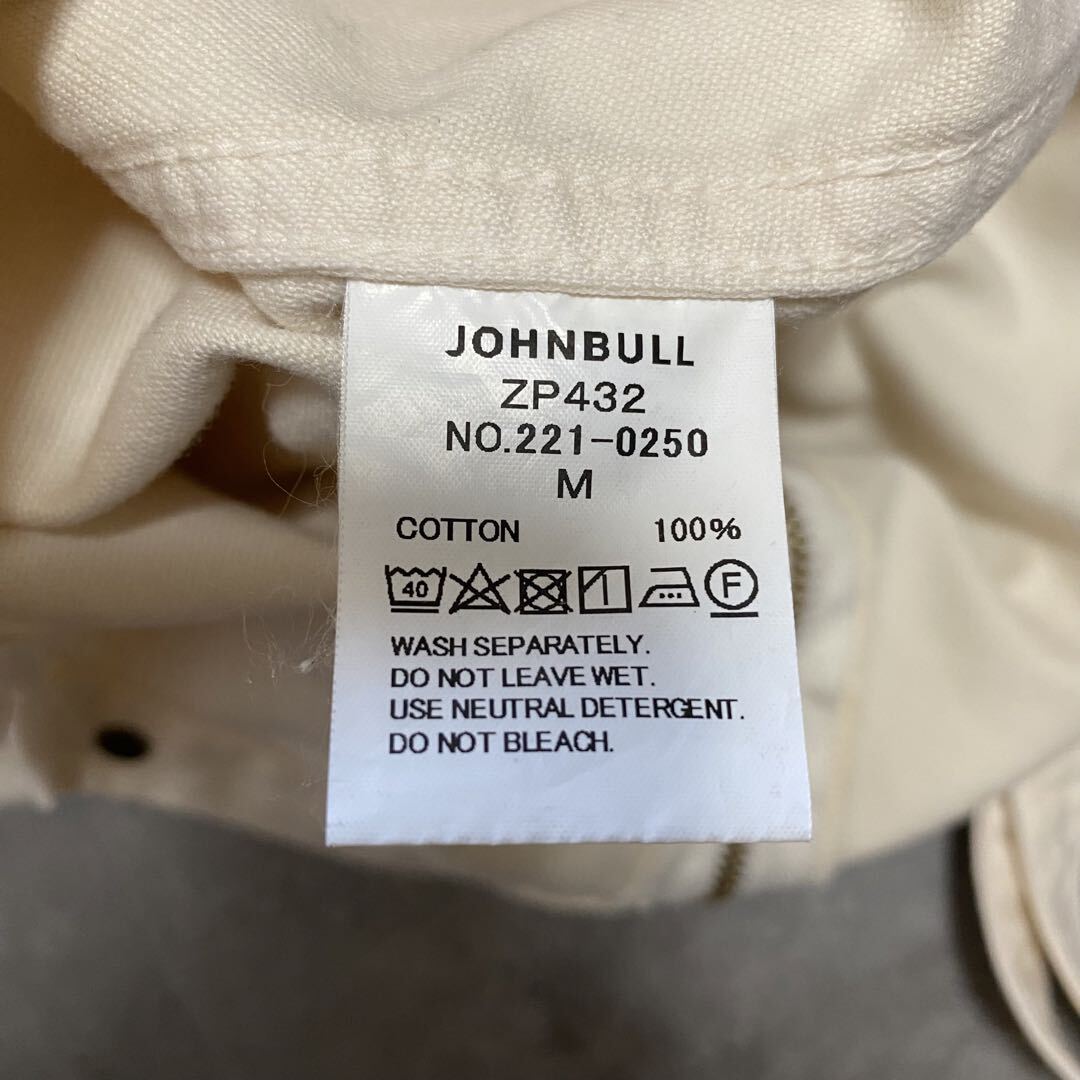 JOHNBULL
ZP432
NO.221-0250
M
COTTON 100%
40 F
WASH SEPARATELY.
DO NOT LEAVE WET.
USE NEUTRAL DETERGENT.
DO NOT BLEACH.